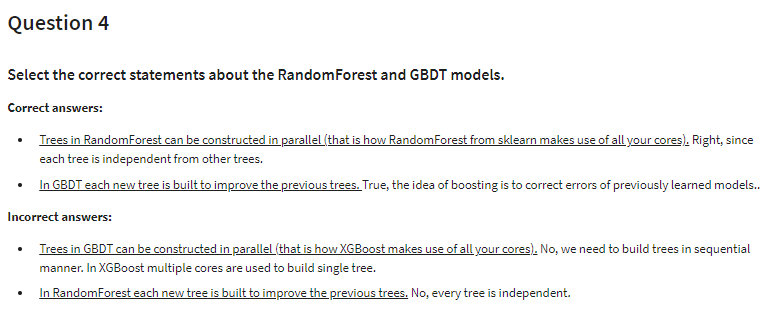 Question 4
Select the correct statements about the RandomForest and GBDT models.
Correct answers:
• Trees in RandomForest can be constructed in parallel (that is how RandomForest from sklearn makes use of all your cores). Right, since
each tree is independent from other trees.
• In GBDT each new tree is built to improve the previous trees. True, the idea of boosting is to correct errors of previously learned models..
Incorrect answers:
• Trees in GBDT can be constructed in parallel (that is how XGBoost makes use of all your cores). No, we need to build trees in sequential
manner. In XGBoost multiple cores are used to build single tree.
• In RandomForest each new tree is built to improve the previous trees. No, every tree is independent.